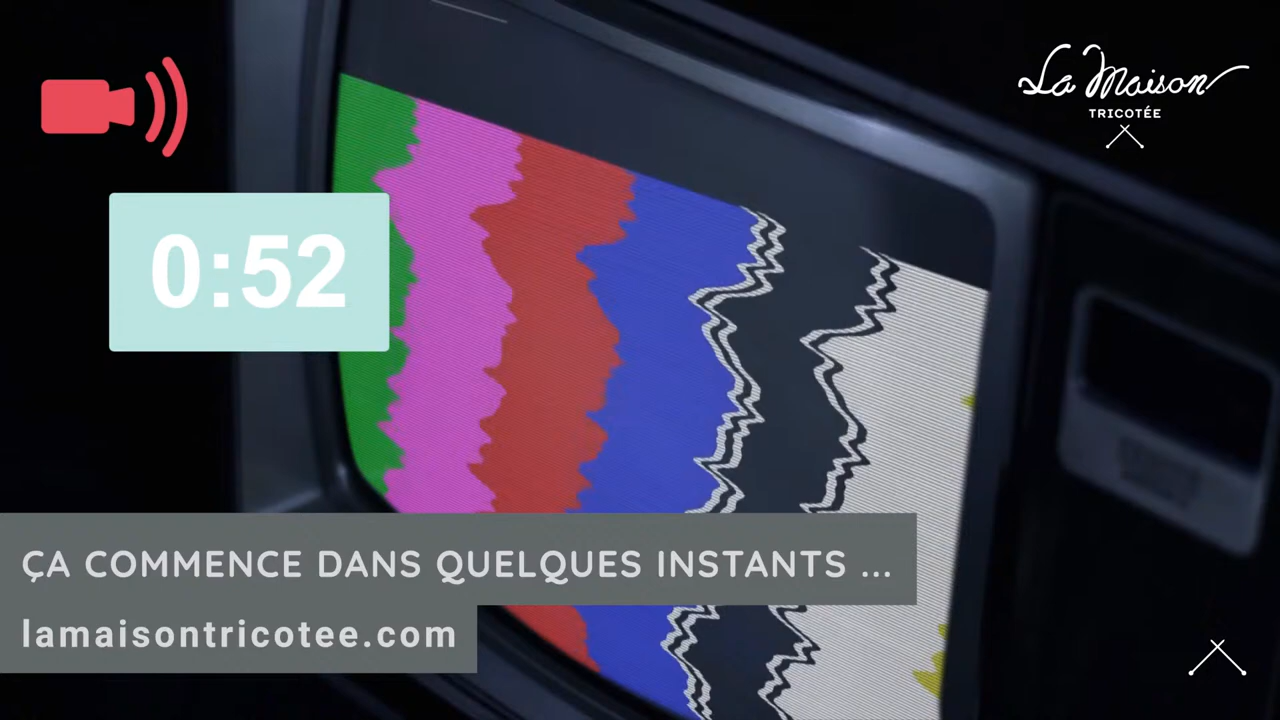 La Maison
TRICOTÉE
0:52
ÇA COMMENCE DANS QUELQUES INSTANTS ...
lamaisontricotee.com